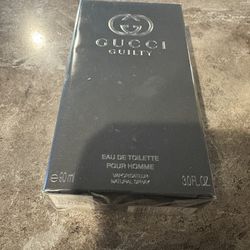 GUCCI
GUILTY
EAU DE TOILETTE
POUR HOMME
VAPORISATEUR
NATURAL SPRAY
℮ 90 ml 3.0 FL.OZ.